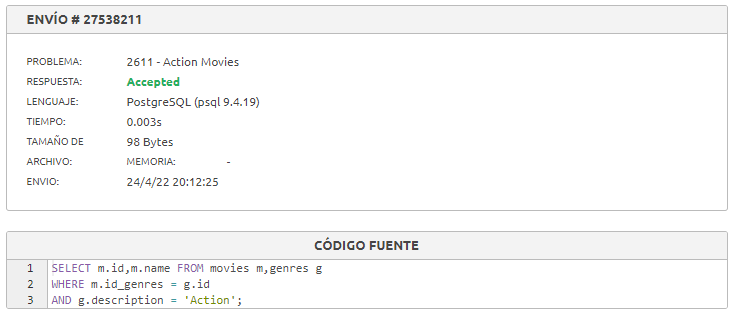 ENVÍO # 27538211
PROBLEMA: 2611 - Action Movies
RESPUESTA: Accepted
LENGUAJE: PostgreSQL (psql 9.4.19)
TIEMPO: 0.003s
TAMAÑO DE 98 Bytes
ARCHIVO: MEMORIA: -
ENVIO: 24/4/22 20:12:25
CÓDIGO FUENTE
1 SELECT m.id,m.name FROM movies m,genres g
2 WHERE m.id_genres = g.id
3 AND g.description = 'Action';